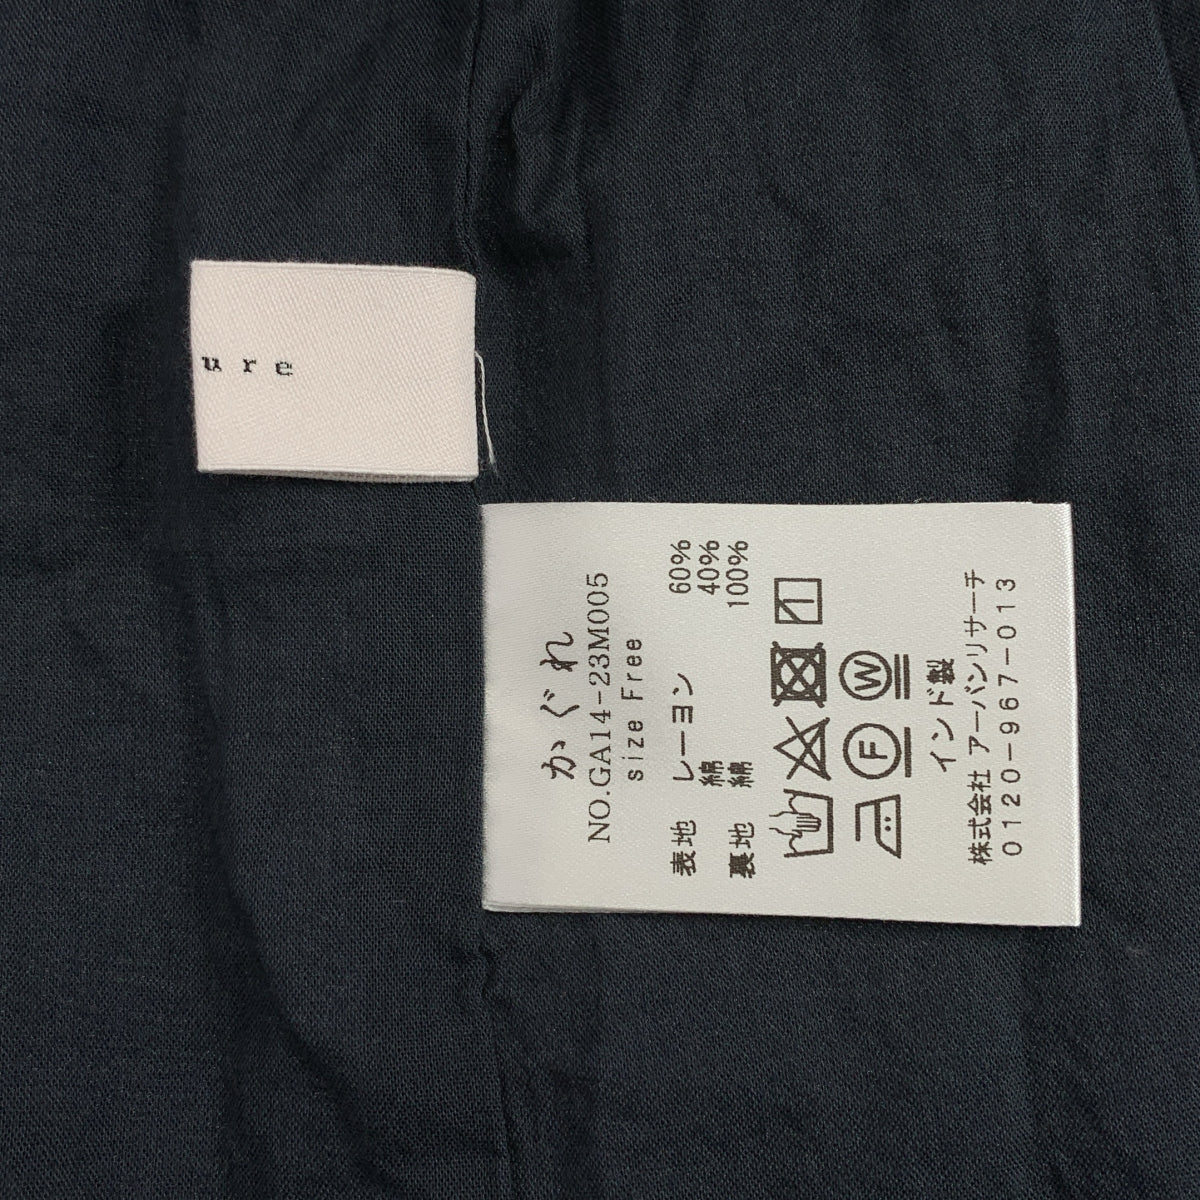 ure
かぐれ
NO.GA14-23M005
size Free
表地 レーヨン 60%
綿 40%
裏地 綿 100%
F W
インド製
株式会社 アーバンリサーチ
0120-967-013